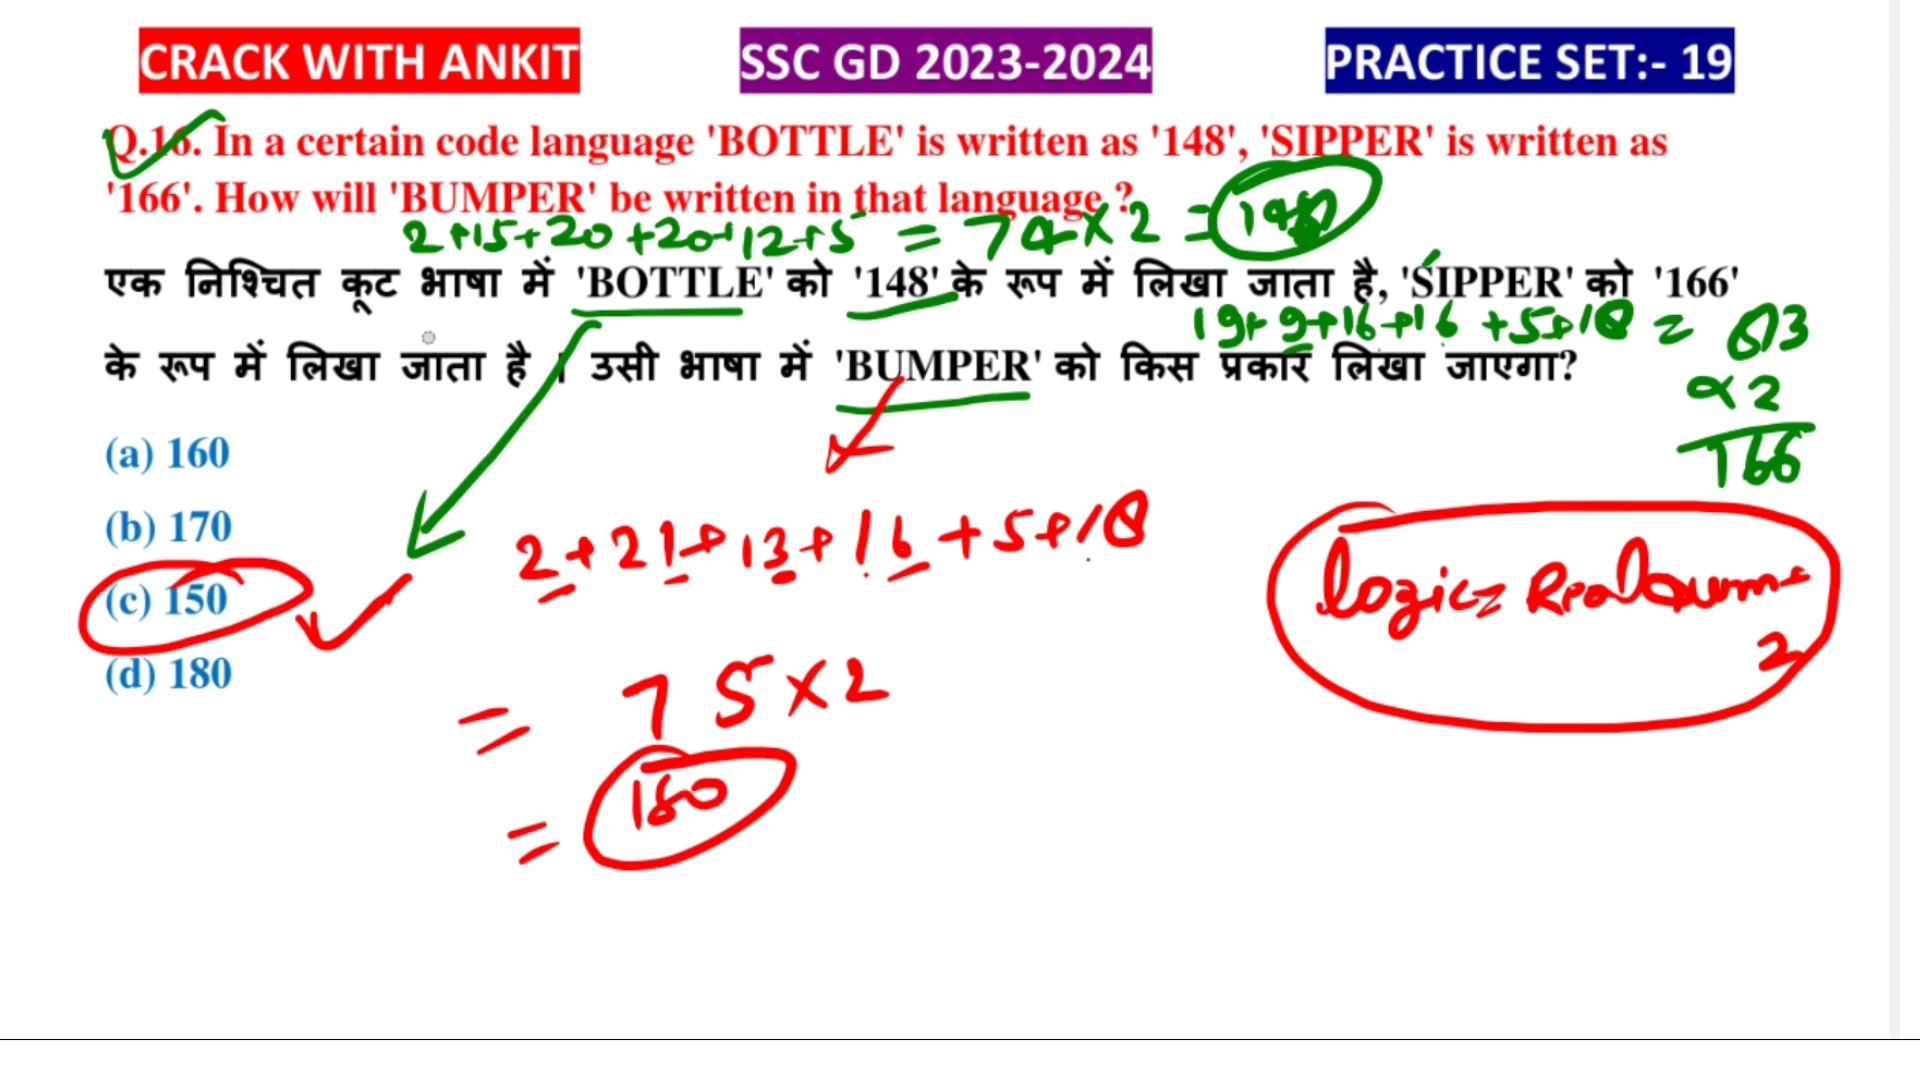 CRACK WITH ANKIT SSC GD 2023-2024 PRACTICE SET:- 19
Q.16. In a certain code language 'BOTTLE' is written as '148', 'SIPPER' is written as
'166'. How will 'BUMPER' be written in that language ?
2+15+20+20+12+5 = 74×2 = 148
एक निश्चित कूट भाषा में 'BOTTLE' को '148' के रूप में लिखा जाता है, 'SIPPER' को '166'
19+9+16+16+5+18 = 83
×2
166
के रूप में लिखा जाता है । उसी भाषा में 'BUMPER' को किस प्रकार लिखा जाएगा?
(a) 160
(b) 170
(c) 150
(d) 180
2+21+13+16+5+18
= 75×2
= 150
logic=
2